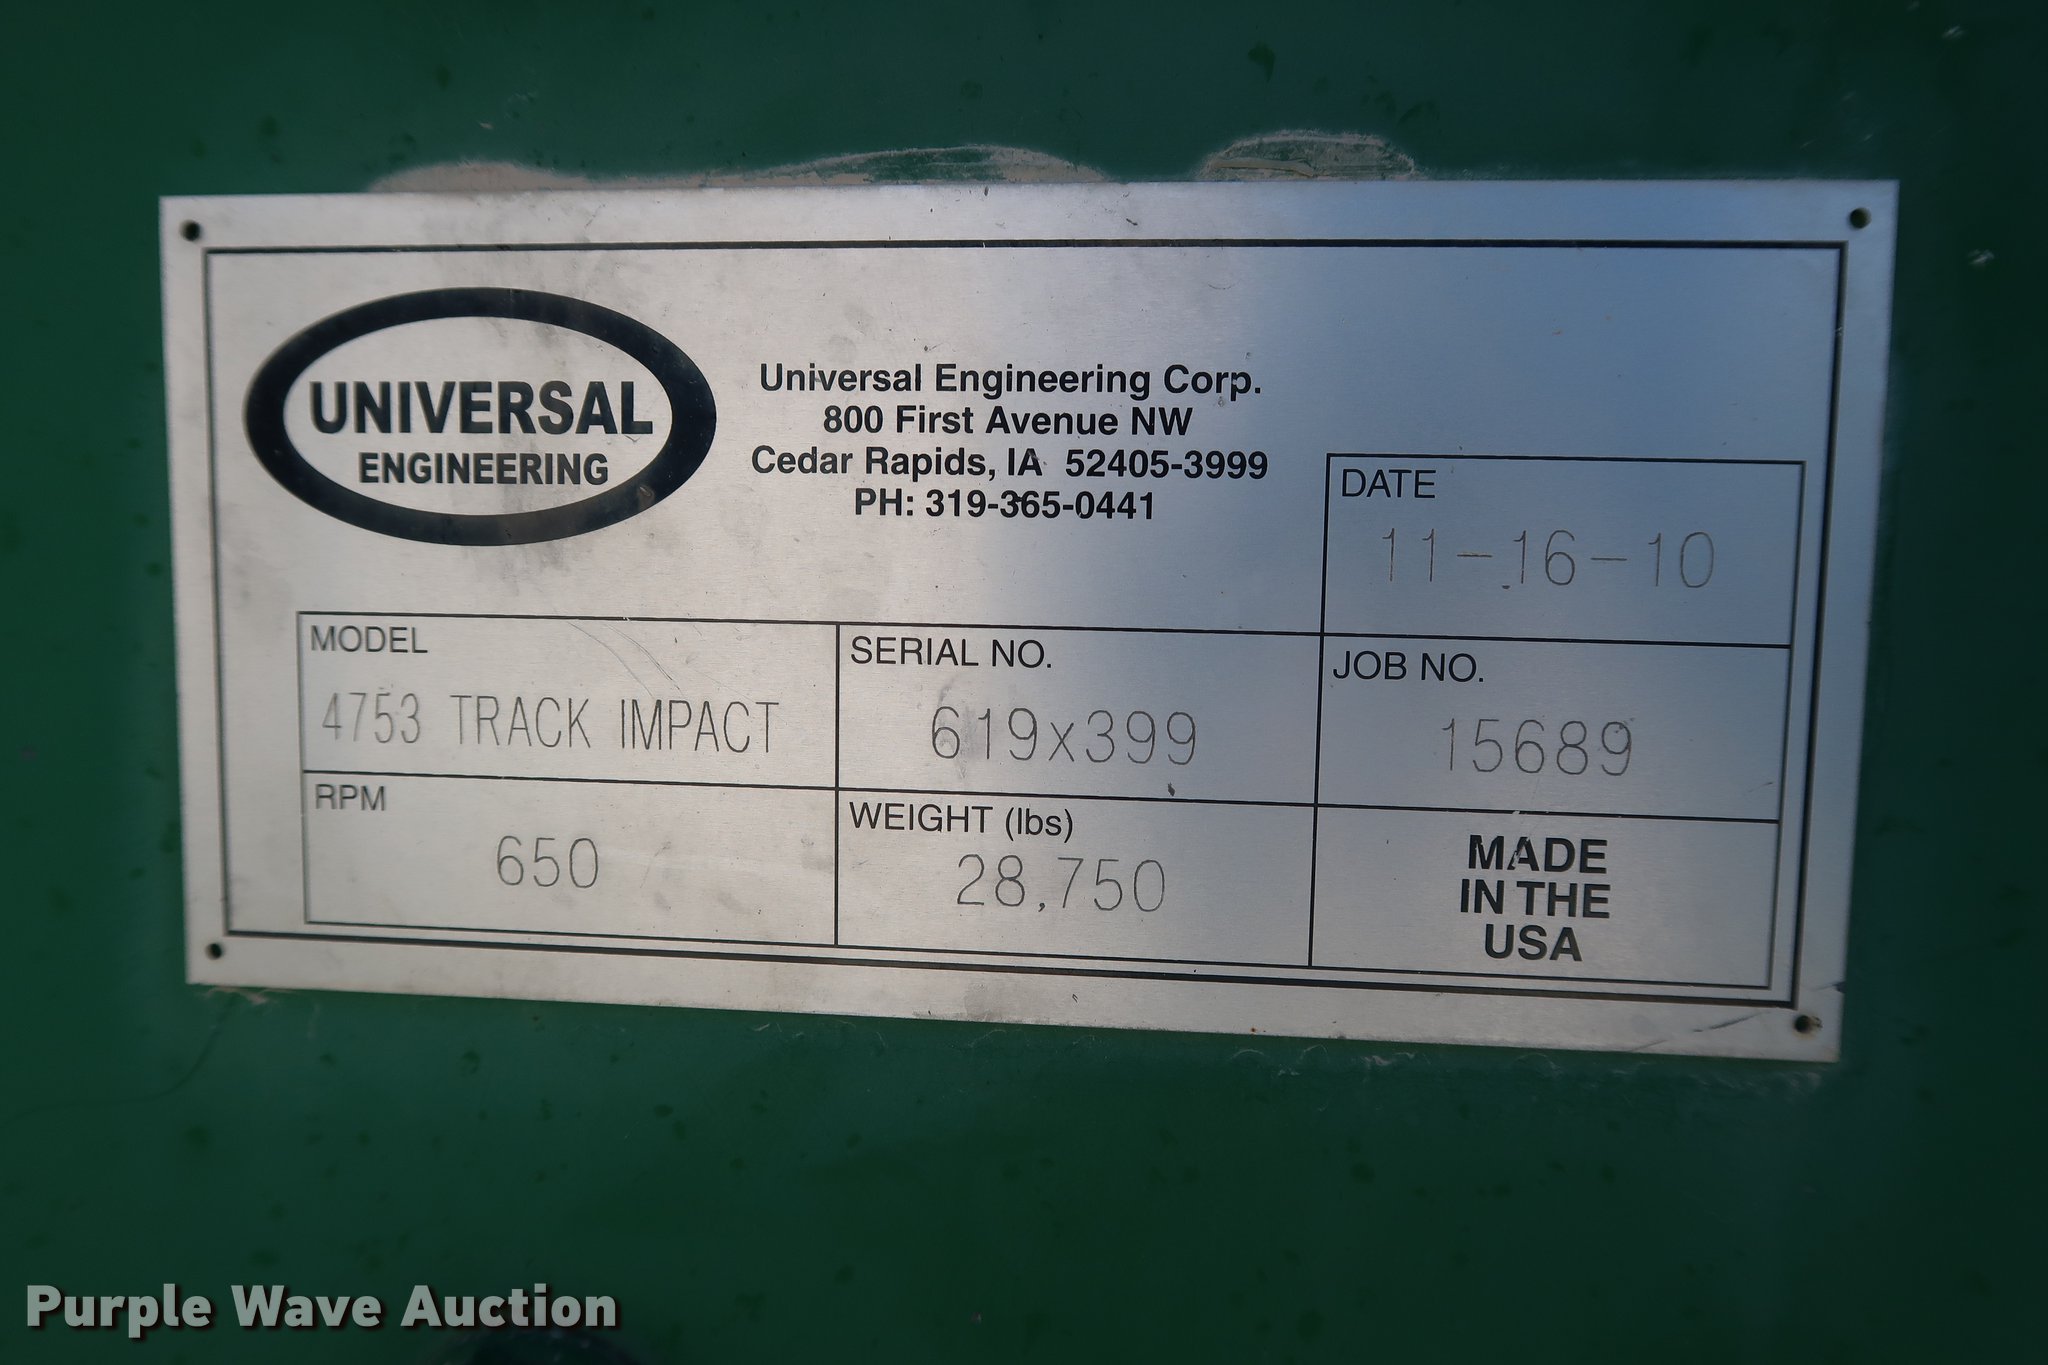 UNIVERSAL
ENGINEERING
Universal Engineering Corp.
800 First Avenue NW
Cedar Rapids, IA 52405-3999
PH: 319-365-0441
DATE
11-16-10
MODEL
4753 TRACK IMPACT
SERIAL NO.
619x399
JOB NO.
15689
RPM
650
WEIGHT (lbs)
28,750
MADE
IN THE
USA
Purple Wave Auction